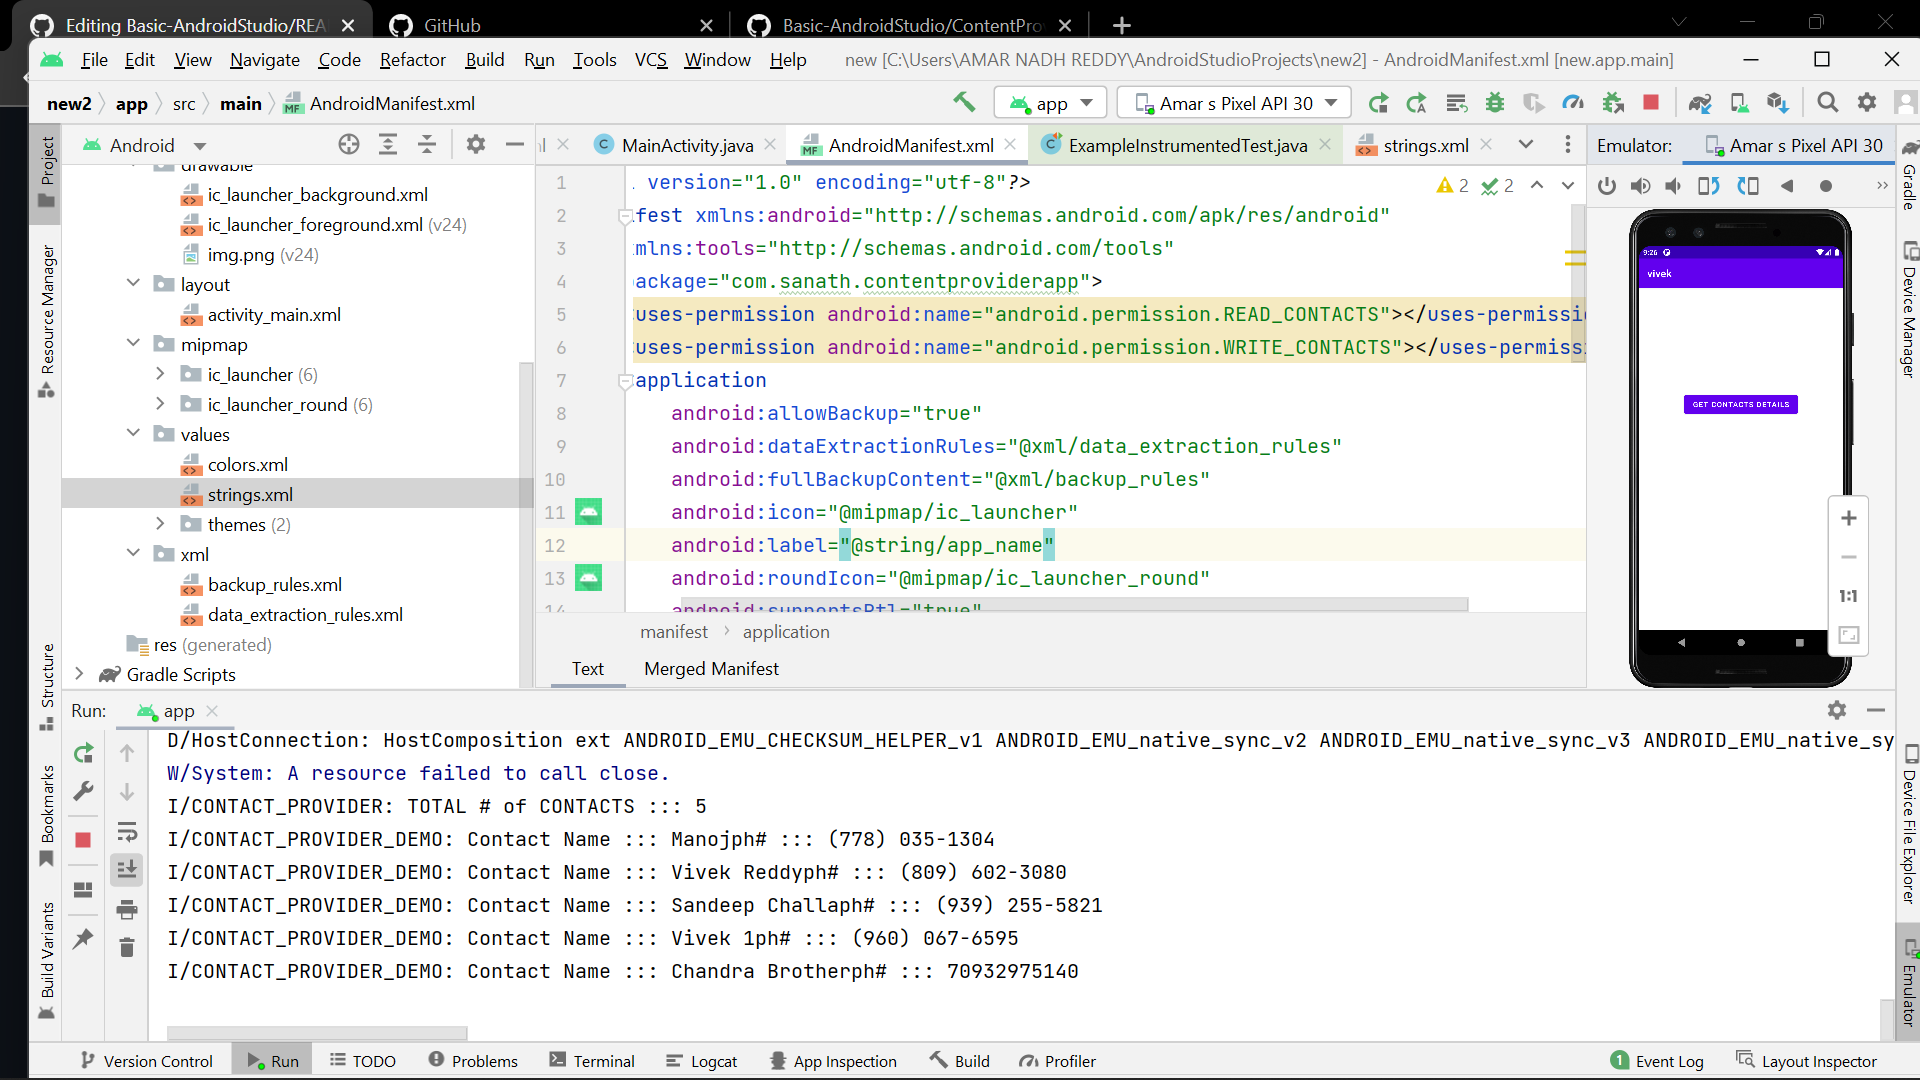 Editing Basic-AndroidStudio/REA
GitHub
Basic-AndroidStudio/ContentPro
File Edit View Navigate Code Refactor Build Run Tools VCS Window Help new [C:\Users\AMAR NADH REDDY\AndroidStudioProjects\new2] - AndroidManifest.xml [new.app.main]
new2 app src main AndroidManifest.xml
app
Amar s Pixel API 30
Android
MainActivity.java
AndroidManifest.xml
ExampleInstrumentedTest.java
strings.xml
Emulator: Amar s Pixel API 30
Project
Resource Manager
Structure
Bookmarks
Build Variants
drawable
ic_launcher_background.xml
ic_launcher_foreground.xml (v24)
img.png (v24)
layout
activity_main.xml
mipmap
ic_launcher (6)
ic_launcher_round (6)
values
colors.xml
strings.xml
themes (2)
xml
backup_rules.xml
data_extraction_rules.xml
res (generated)
Gradle Scripts
2 2
1 version="1.0" encoding="utf-8"?>
2 ifest xmlns:android="http://schemas.android.com/apk/res/android"
3 mlns:tools="http://schemas.android.com/tools"
4 package="com.sanath.contentproviderapp">
5 uses-permission android:name="android.permission.READ_CONTACTS"></uses-permissi
6 uses-permission android:name="android.permission.WRITE_CONTACTS"></uses-permiss
7 application
8 android:allowBackup="true"
9 android:dataExtractionRules="@xml/data_extraction_rules"
10 android:fullBackupContent="@xml/backup_rules"
11 android:icon="@mipmap/ic_launcher"
12 android:label="@string/app_name"
13 android:roundIcon="@mipmap/ic_launcher_round"
14 android:supportsRtl="true"
manifest application
Text Merged Manifest
9:26
vivek
GET CONTACTS DETAILS
1:1
Gradle
Device Manager
Device File Explorer
Emulator
Run: app
D/HostConnection: HostComposition ext ANDROID_EMU_CHECKSUM_HELPER_v1 ANDROID_EMU_native_sync_v2 ANDROID_EMU_native_sync_v3 ANDROID_EMU_native_sy
W/System: A resource failed to call close.
I/CONTACT_PROVIDER: TOTAL # of CONTACTS ::: 5
I/CONTACT_PROVIDER_DEMO: Contact Name ::: Manojph# ::: (778) 035-1304
I/CONTACT_PROVIDER_DEMO: Contact Name ::: Vivek Reddyph# ::: (809) 602-3080
I/CONTACT_PROVIDER_DEMO: Contact Name ::: Sandeep Challaph# ::: (939) 255-5821
I/CONTACT_PROVIDER_DEMO: Contact Name ::: Vivek 1ph# ::: (960) 067-6595
I/CONTACT_PROVIDER_DEMO: Contact Name ::: Chandra Brotherph# ::: 70932975140
Version Control Run TODO Problems Terminal Logcat App Inspection Build Profiler 1 Event Log Layout Inspector